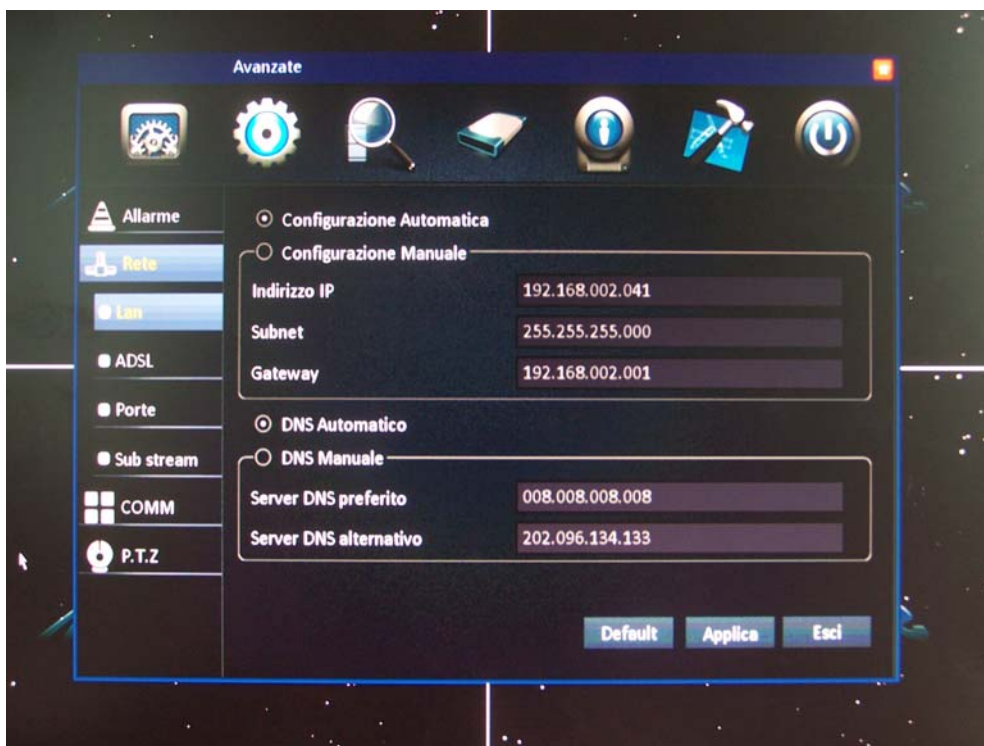 Avanzate
Allarme
Rete
Lan
ADSL
Porte
Sub stream
COMM
P.T.Z
Configurazione Automatica
Configurazione Manuale
Indirizzo IP 192.168.002.041
Subnet 255.255.255.000
Gateway 192.168.002.001
DNS Automatico
DNS Manuale
Server DNS preferito 008.008.008.008
Server DNS alternativo 202.096.134.133
Default Applica Esci